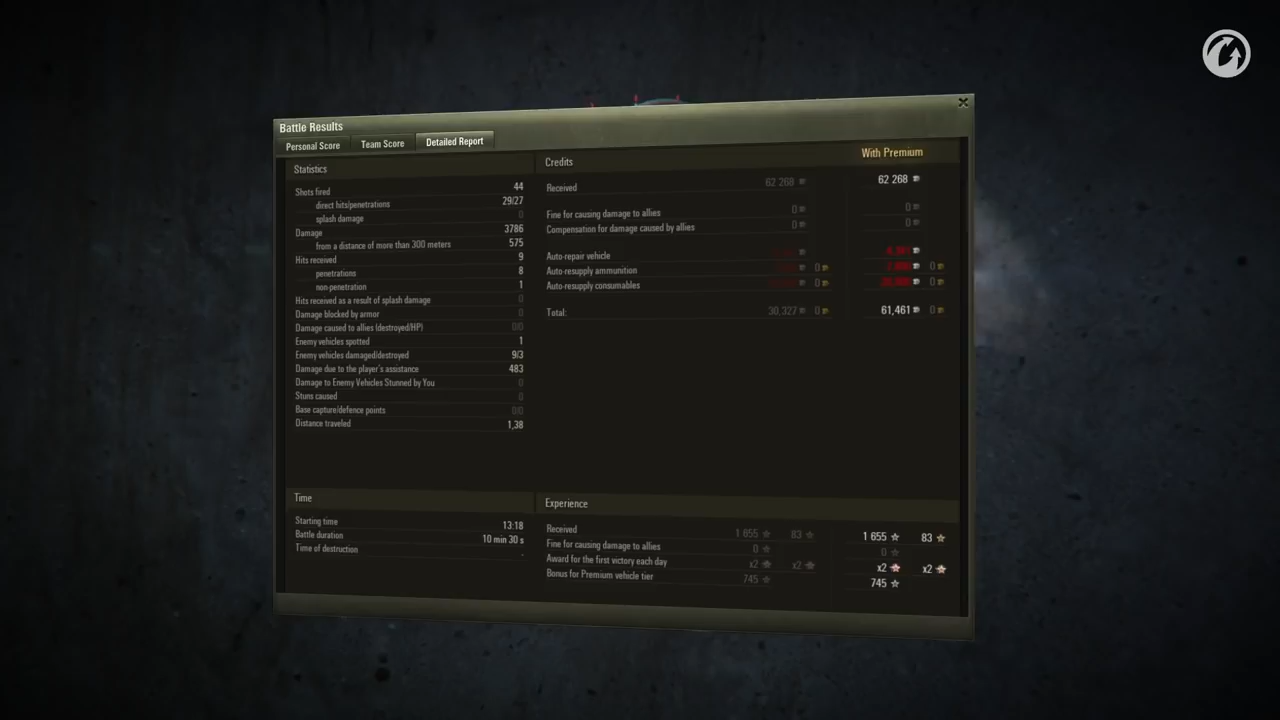 Battle Results
Personal Score Team Score Detailed Report
Statistics
Shots fired 44
direct hits/penetrations 29/27
splash damage 0
Damage 3786
from a distance of more than 300 meters 575
Hits received 9
penetrations 8
non-penetration 1
Hits received as a result of splash damage 0
Damage blocked by armor 0
Damage caused to allies (destroyed/HP) 0/0
Enemy vehicles spotted 1
Enemy vehicles damaged/destroyed 9/3
Damage due to the player's assistance 483
Damage to Enemy Vehicles Stunned by You 0
Stuns caused 0
Base capture/defence points 0/0
Distance traveled 1,38
Credits With Premium
Received 62 268 62 268
Fine for causing damage to allies 0 0
Compensation for damage caused by allies 0 0
Auto-repair vehicle
Auto-resupply ammunition 0 0
Auto-resupply consumables 0 0
Total: 30,327 0 61,461 0
Time
Starting time 13:18
Battle duration 10 min 30 s
Time of destruction -
Experience
Received 1 655 83 1 655 83
Fine for causing damage to allies 0 0
Award for the first victory each day x2 x2 x2 x2
Bonus for Premium vehicle tier 745 745